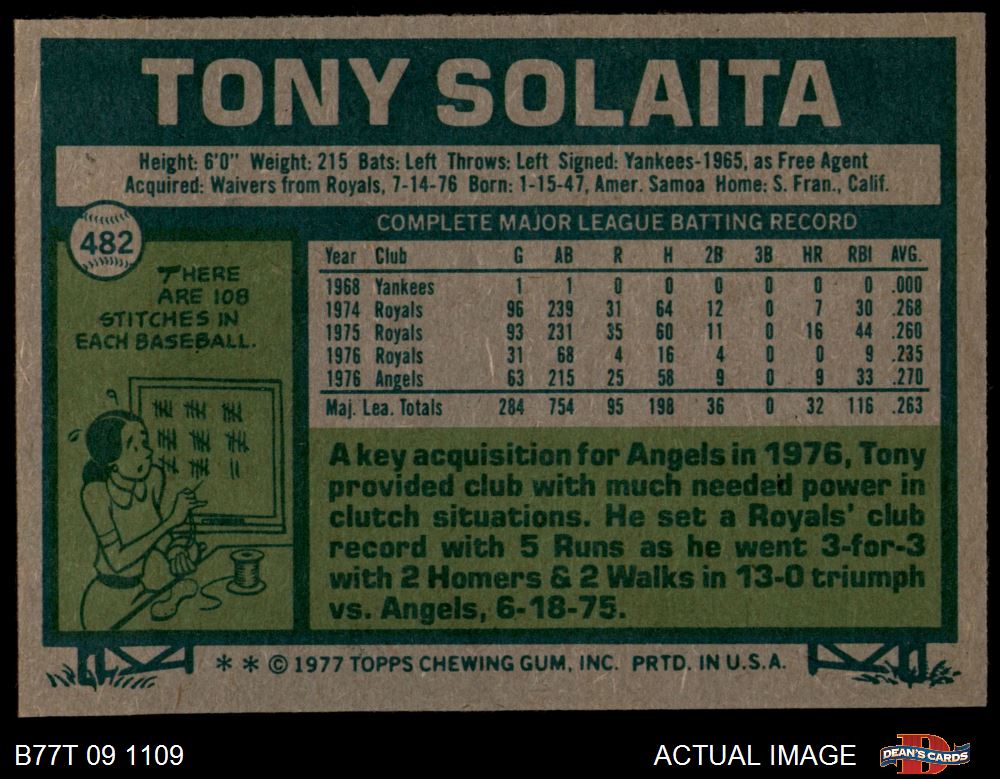 TONY SOLAITA
Height: 6'0" Weight: 215 Bats: Left Throws: Left Signed: Yankees-1965, as Free Agent
Acquired: Waivers from Royals, 7-14-76 Born: 1-15-47, Amer. Samoa Home: S. Fran., Calif.
482
THERE
ARE 108
STITCHES IN
EACH BASEBALL.
COMPLETE MAJOR LEAGUE BATTING RECORD
Year Club G AB R H 2B 3B HR RBI AVG.
1968 Yankees 1 1 0 0 0 0 0 0 .000
1974 Royals 96 239 31 64 12 0 7 30 .268
1975 Royals 93 231 35 60 11 0 16 44 .260
1976 Royals 31 68 4 16 4 0 0 9 .235
1976 Angels 63 215 25 58 9 0 9 33 .270
Maj. Lea. Totals 284 754 95 198 36 0 32 116 .263
A key acquisition for Angels in 1976, Tony
provided club with much needed power in
clutch situations. He set a Royals' club
record with 5 Runs as he went 3-for-3
with 2 Homers & 2 Walks in 13-0 triumph
vs. Angels, 6-18-75.
* * © 1977 TOPPS CHEWING GUM, INC. PRTD. IN U.S.A.
B77T 09 1109
ACTUAL IMAGE
DEAN'S CARDS